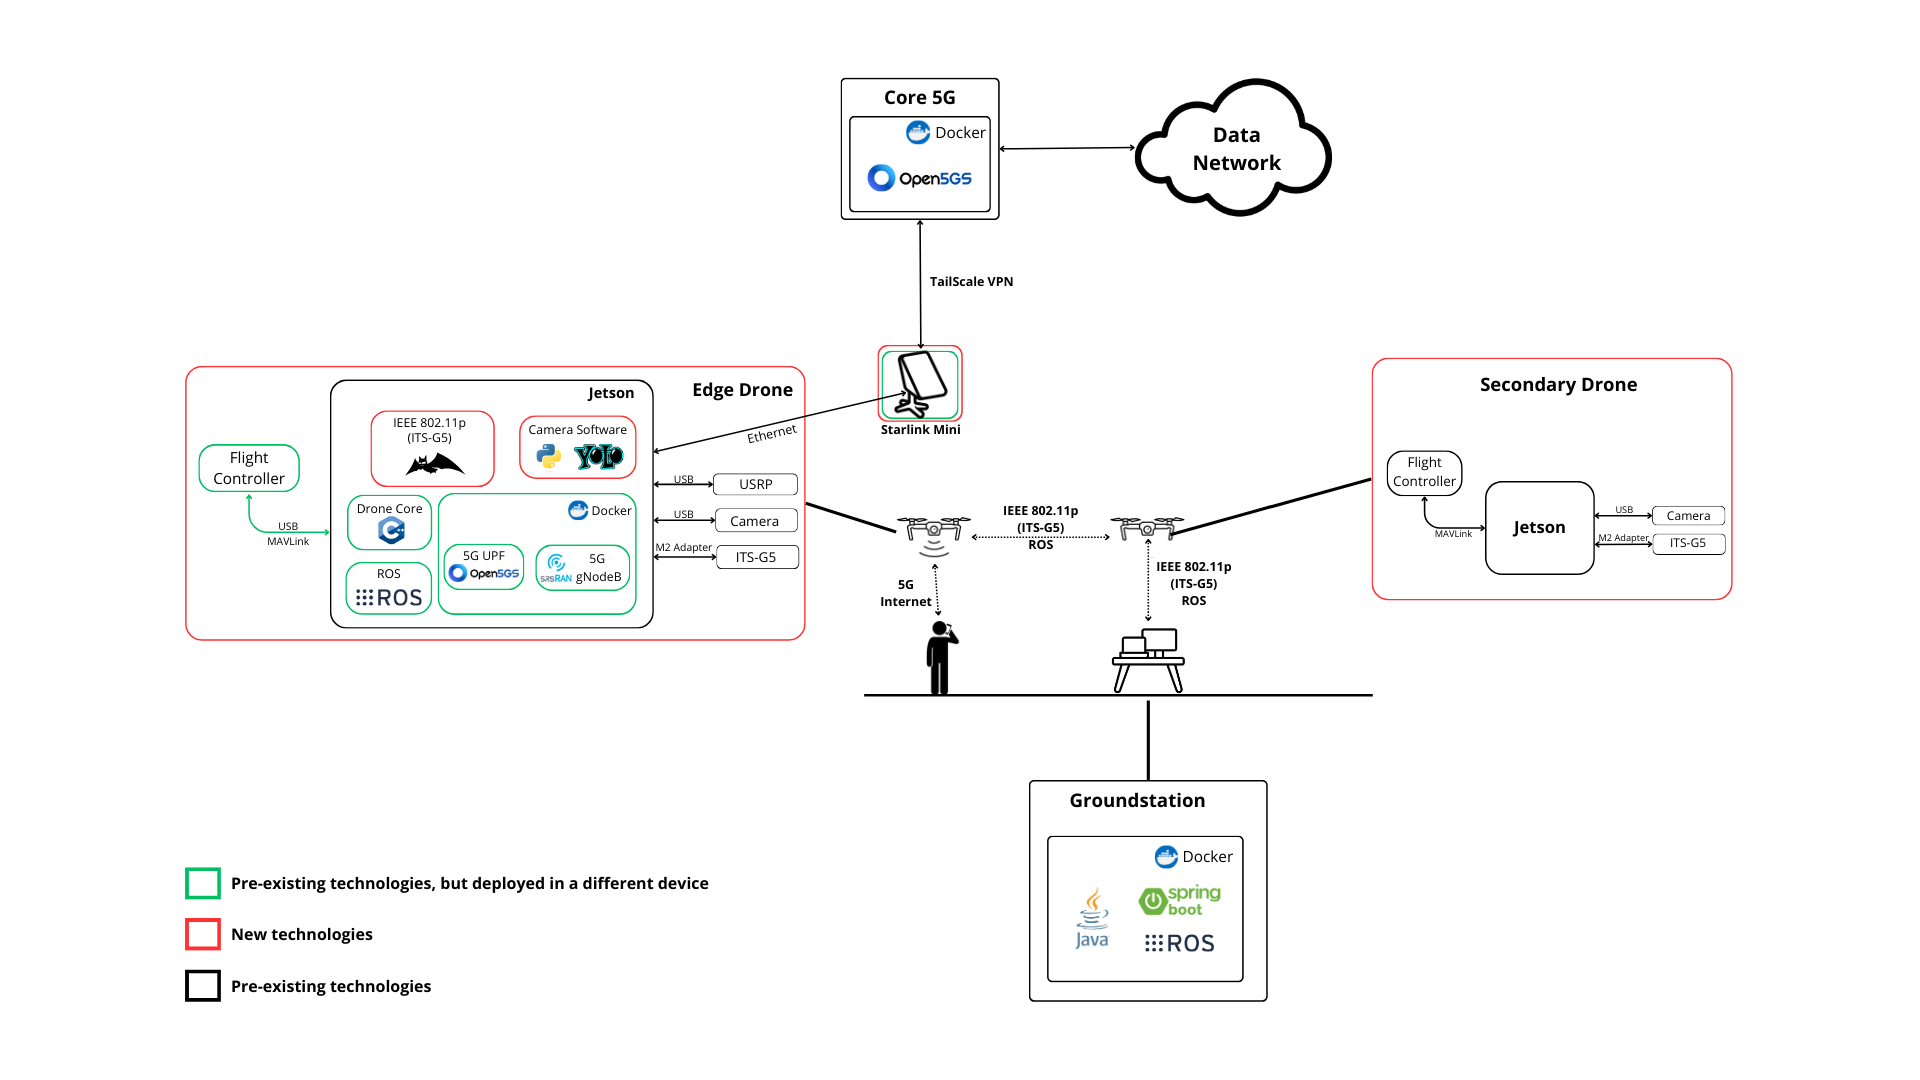 Core 5G
Docker
Open5GS
Data
Network
TailScale VPN
Starlink Mini
Edge Drone
Jetson
Ethernet
IEEE 802.11p
(ITS-G5)
Camera Software
YOLO
Flight
Controller
USB
MAVLink
Drone Core
C++
ROS
ROS
Docker
5G UPF
Open5GS
5G
gNodeB
srsRAN
USB
USRP
USB
Camera
M2 Adapter
ITS-G5
IEEE 802.11p
(ITS-G5)
ROS
5G
Internet
IEEE 802.11p
(ITS-G5)
ROS
Secondary Drone
Flight
Controller
MAVLink
Jetson
USB
Camera
M2 Adapter
ITS-G5
Groundstation
Docker
Java
spring
boot
ROS
Pre-existing technologies, but deployed in a different device
New technologies
Pre-existing technologies